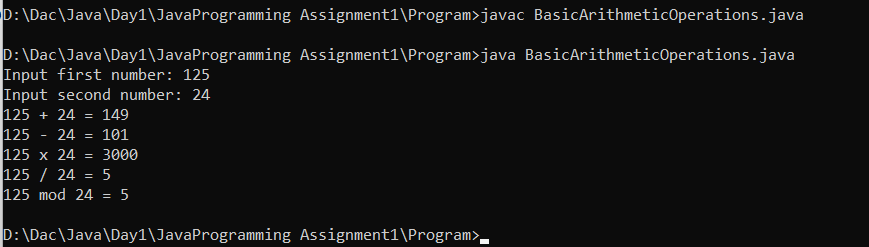 D:\Dac\Java\Day1\JavaProgramming Assignment1\Program>javac BasicArithmeticOperations.java
D:\Dac\Java\Day1\JavaProgramming Assignment1\Program>java BasicArithmeticOperations.java
Input first number: 125
Input second number: 24
125 + 24 = 149
125 - 24 = 101
125 x 24 = 3000
125 / 24 = 5
125 mod 24 = 5
D:\Dac\Java\Day1\JavaProgramming Assignment1\Program>